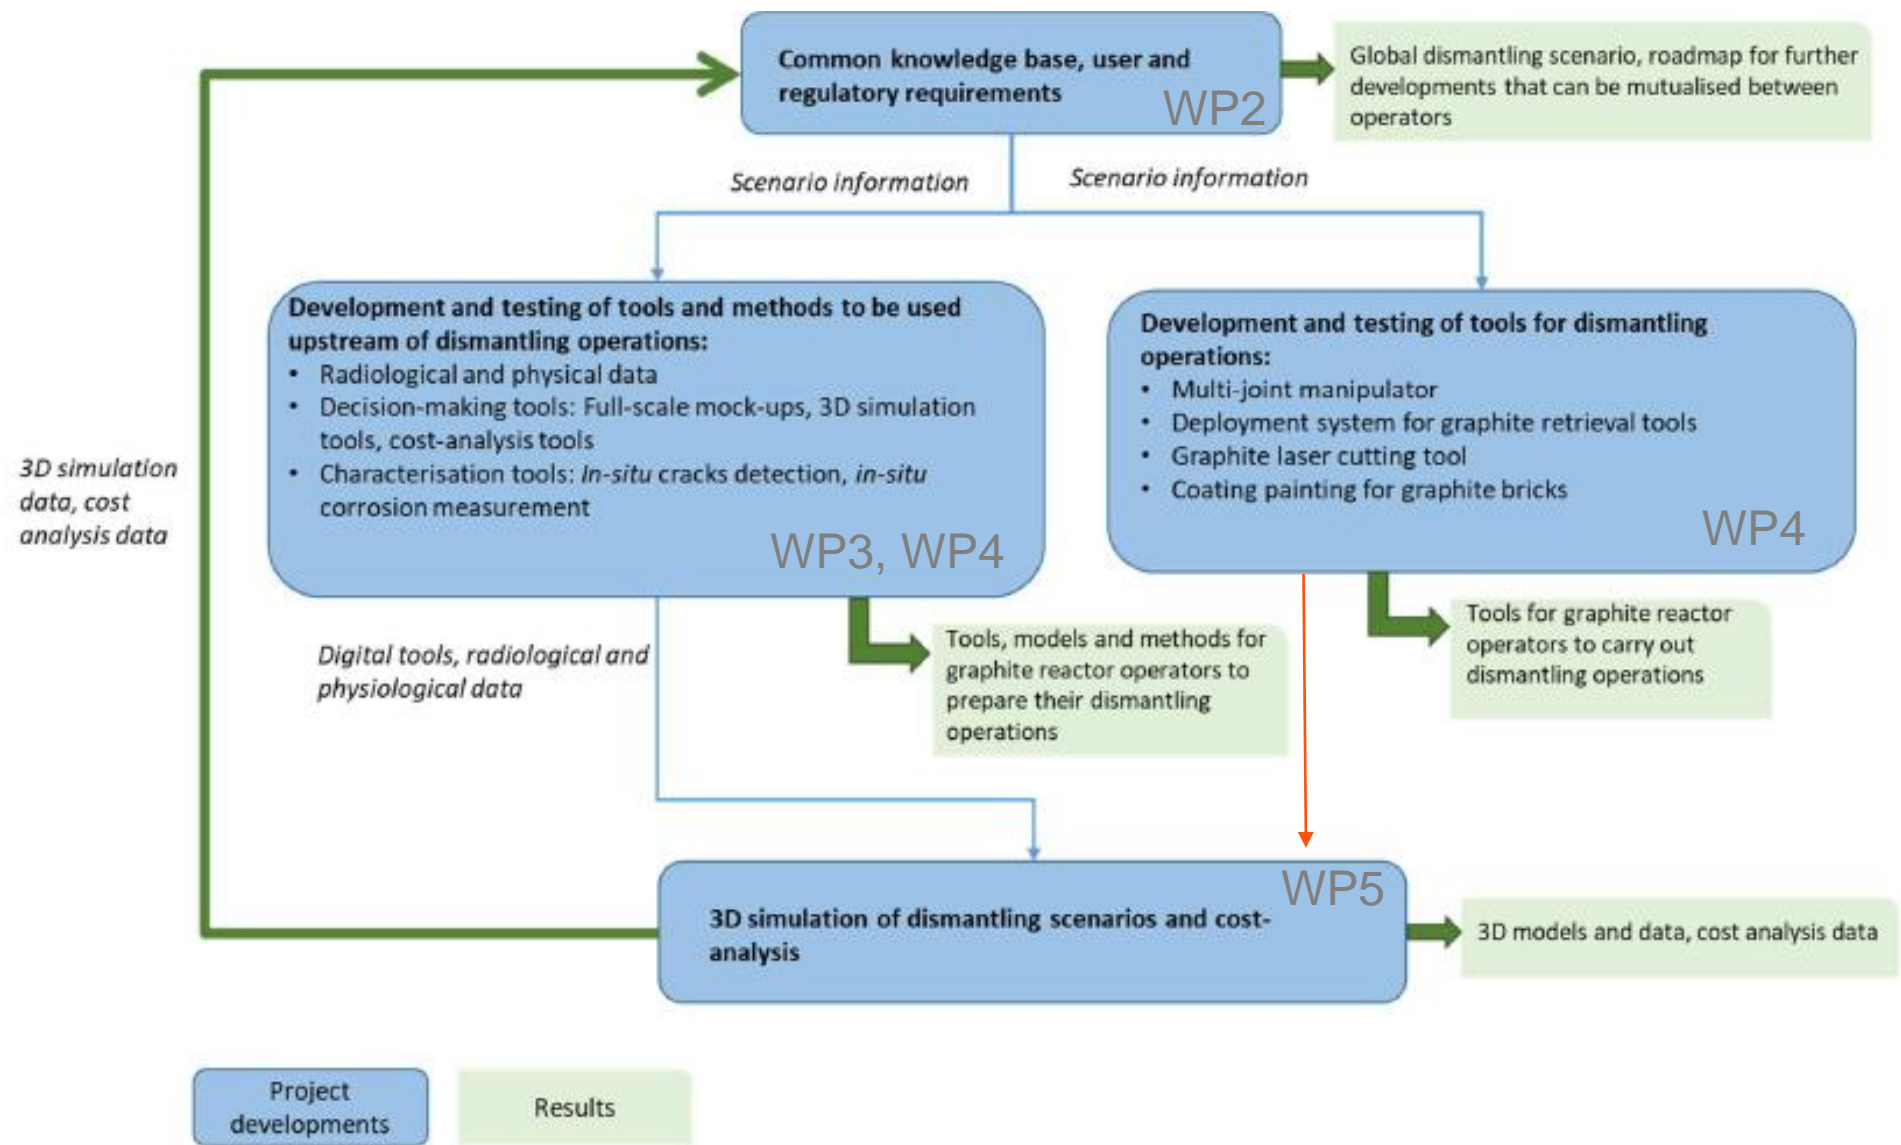 Common knowledge base, user and
regulatory requirements
WP2
Global dismantling scenario, roadmap for further
developments that can be mutualised between
operators
Scenario information
Scenario information
Development and testing of tools and methods to be used
upstream of dismantling operations:
• Radiological and physical data
• Decision-making tools: Full-scale mock-ups, 3D simulation
tools, cost-analysis tools
• Characterisation tools: In-situ cracks detection, in-situ
corrosion measurement
WP3, WP4
Development and testing of tools for dismantling
operations:
• Multi-joint manipulator
• Deployment system for graphite retrieval tools
• Graphite laser cutting tool
• Coating painting for graphite bricks
WP4
3D simulation
data, cost
analysis data
Digital tools, radiological and
physiological data
Tools, models and methods for
graphite reactor operators to
prepare their dismantling
operations
Tools for graphite reactor
operators to carry out
dismantling operations
WP5
3D simulation of dismantling scenarios and cost-
analysis
3D models and data, cost analysis data
Project
developments
Results